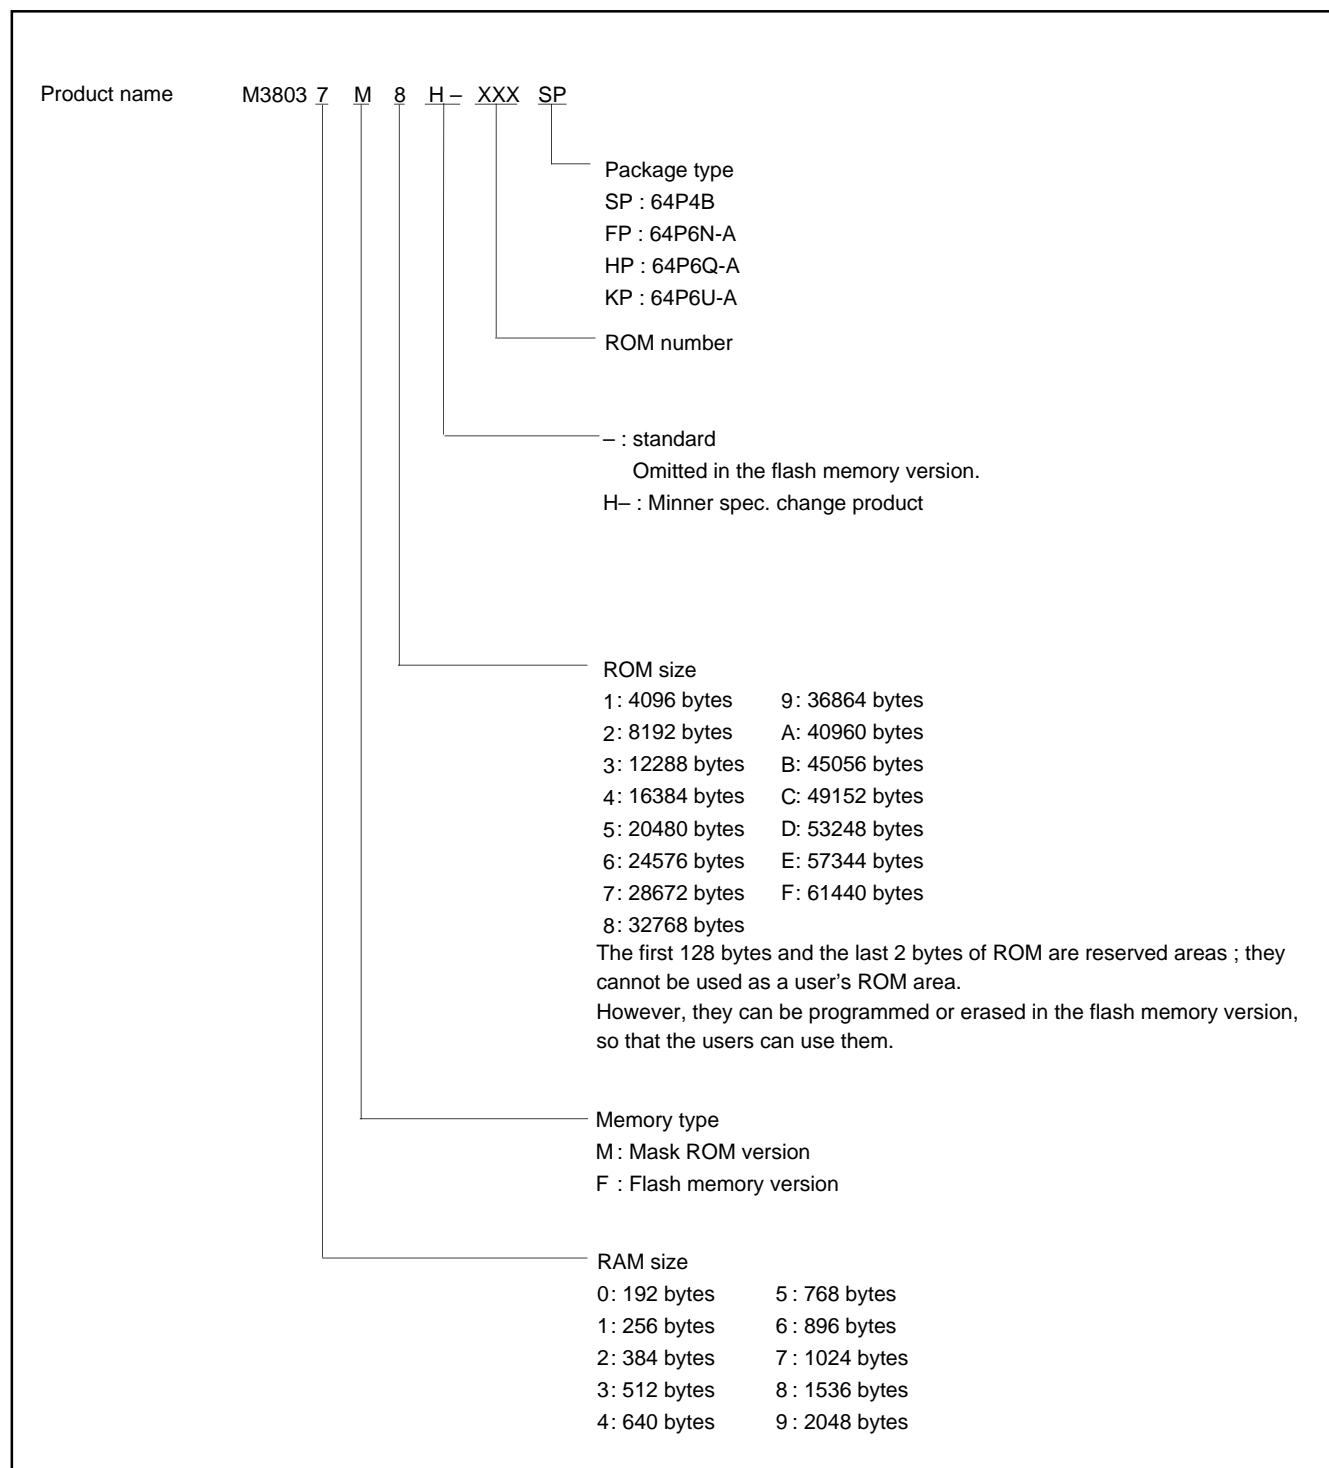 Product name M3803 7 M 8 H – XXX SP
Package type
SP : 64P4B
FP : 64P6N-A
HP : 64P6Q-A
KP : 64P6U-A
ROM number
– : standard
Omitted in the flash memory version.
H– : Minner spec. change product
ROM size
1: 4096 bytes 9: 36864 bytes
2: 8192 bytes A: 40960 bytes
3: 12288 bytes B: 45056 bytes
4: 16384 bytes C: 49152 bytes
5: 20480 bytes D: 53248 bytes
6: 24576 bytes E: 57344 bytes
7: 28672 bytes F: 61440 bytes
8: 32768 bytes
The first 128 bytes and the last 2 bytes of ROM are reserved areas ; they
cannot be used as a user’s ROM area.
However, they can be programmed or erased in the flash memory version,
so that the users can use them.
Memory type
M : Mask ROM version
F : Flash memory version
RAM size
0: 192 bytes 5 : 768 bytes
1: 256 bytes 6 : 896 bytes
2: 384 bytes 7 : 1024 bytes
3: 512 bytes 8 : 1536 bytes
4: 640 bytes 9 : 2048 bytes